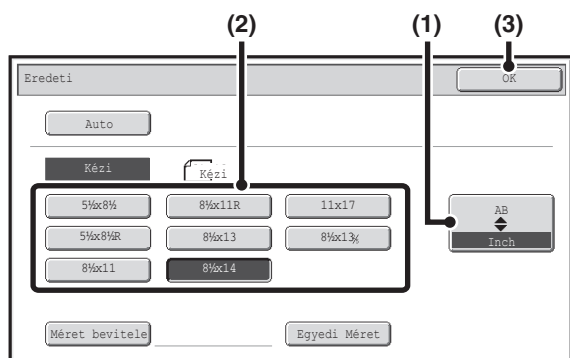 (2) (1) (3)
Eredeti OK
Auto
Kézi Kézi
5½x8½ 8½x11R 11x17
5½x8½R 8½x13 8½x13⅖
8½x11 8½x14
AB
Inch
Méret bevitele Egyedi Méret